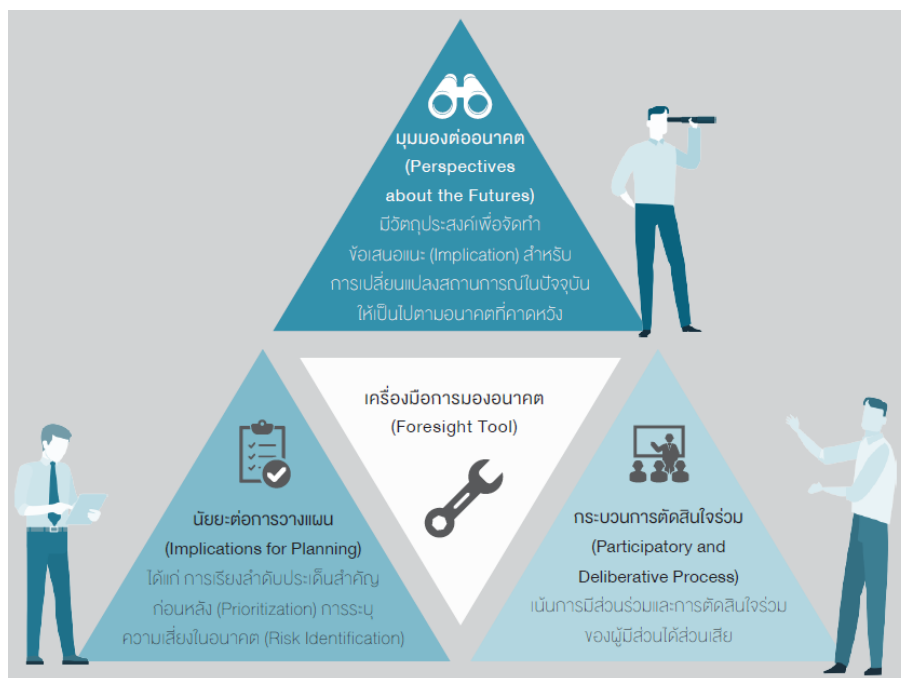 มุมมองต่ออนาคต
(Perspectives
about the Futures)
มีวัตถุประสงค์เพื่อจัดทำ
ข้อเสนอแนะ (Implication) สำหรับ
การเปลี่ยนแปลงสถานการณ์ในปัจจุบัน
ให้เป็นไปตามอนาคตที่คาดหวัง
เครื่องมือการมองอนาคต
(Foresight Tool)
นัยยะต่อการวางแผน
(Implications for Planning)
ได้แก่ การเรียงลำดับประเด็นสำคัญ
ก่อนหลัง (Prioritization) การระบุ
ความเสี่ยงในอนาคต (Risk Identification)
กระบวนการตัดสินใจร่วม
(Participatory and
Deliberative Process)
เน้นการมีส่วนร่วมและการตัดสินใจร่วม
ของผู้มีส่วนได้ส่วนเสีย